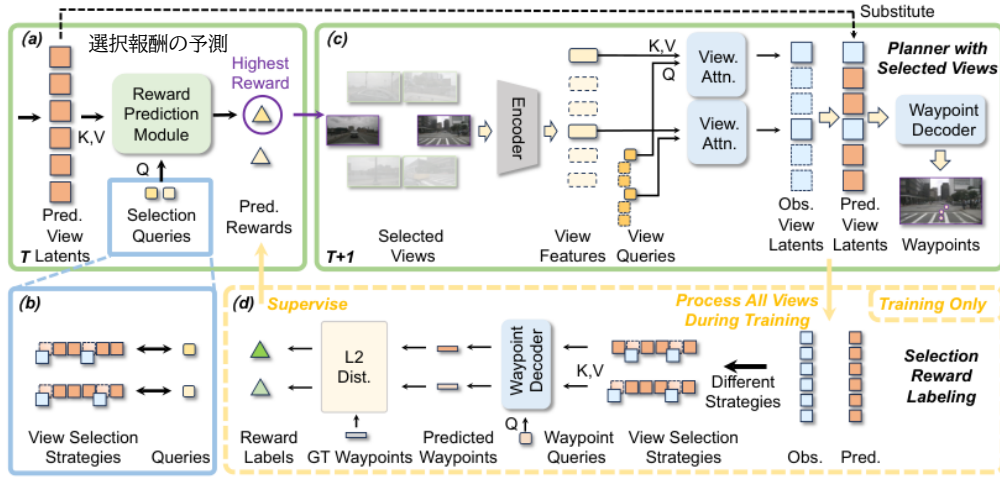 Substitute
(a)
選択報酬の予測
Highest
Reward
Reward
Prediction
Module
K,V
Q
Pred.
View
Latents
T
Selection
Queries
Pred.
Rewards
(c)
Encoder
K,V
Q
View.
Attn.
View.
Attn.
Planner with
Selected Views
Waypoint
Decoder
T+1
Selected
Views
View
Features
View
Queries
Obs.
View
Latents
Pred.
View
Latents
Waypoints
(b)
View Selection
Strategies
Queries
(d)
Supervise
Process All Views
During Training
Training Only
L2
Dist.
Waypoint
Decoder
K,V
Q
Different
Strategies
Selection
Reward
Labeling
Reward
Labels
GT Waypoints
Predicted
Waypoints
Waypoint
Queries
View Selection
Strategies
Obs.
Pred.